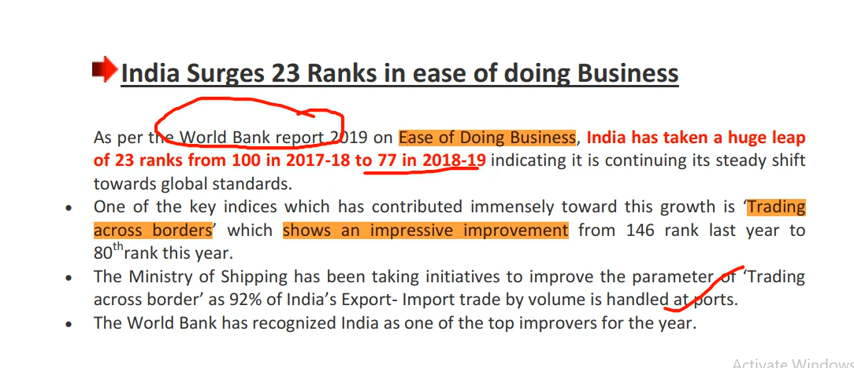 India Surges 23 Ranks in ease of doing Business
As per the World Bank report 2019 on Ease of Doing Business, India has taken a huge leap
of 23 ranks from 100 in 2017-18 to 77 in 2018-19 indicating it is continuing its steady shift
towards global standards.
• One of the key indices which has contributed immensely toward this growth is ‘Trading
across borders’ which shows an impressive improvement from 146 rank last year to
80th rank this year.
• The Ministry of Shipping has been taking initiatives to improve the parameter of ‘Trading
across border’ as 92% of India’s Export- Import trade by volume is handled at ports.
• The World Bank has recognized India as one of the top improvers for the year.
Activate Windows